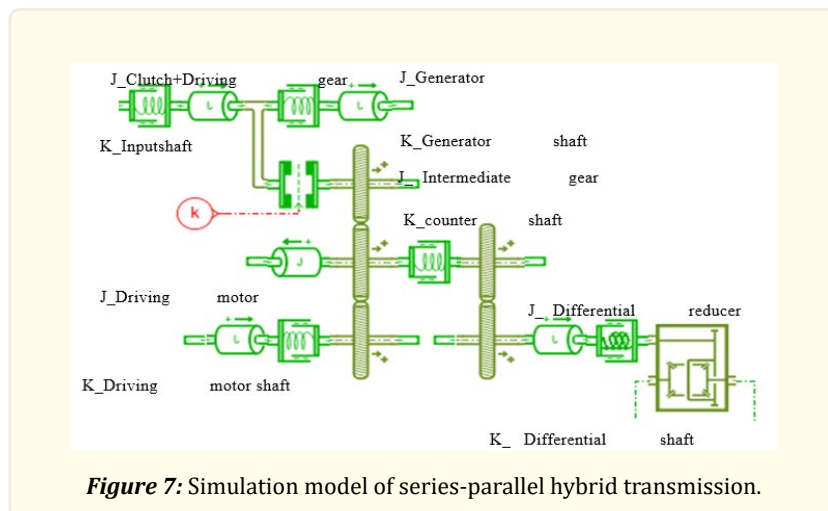 J_Clutch+Driving gear J_Generator
K_Inputshaft
K_Generator shaft
J_ Intermediate gear
k
K_counter shaft
J
J_Driving motor
J_ Differential reducer
K_Driving motor shaft
K_ Differential shaft
Figure 7: Simulation model of series-parallel hybrid transmission.